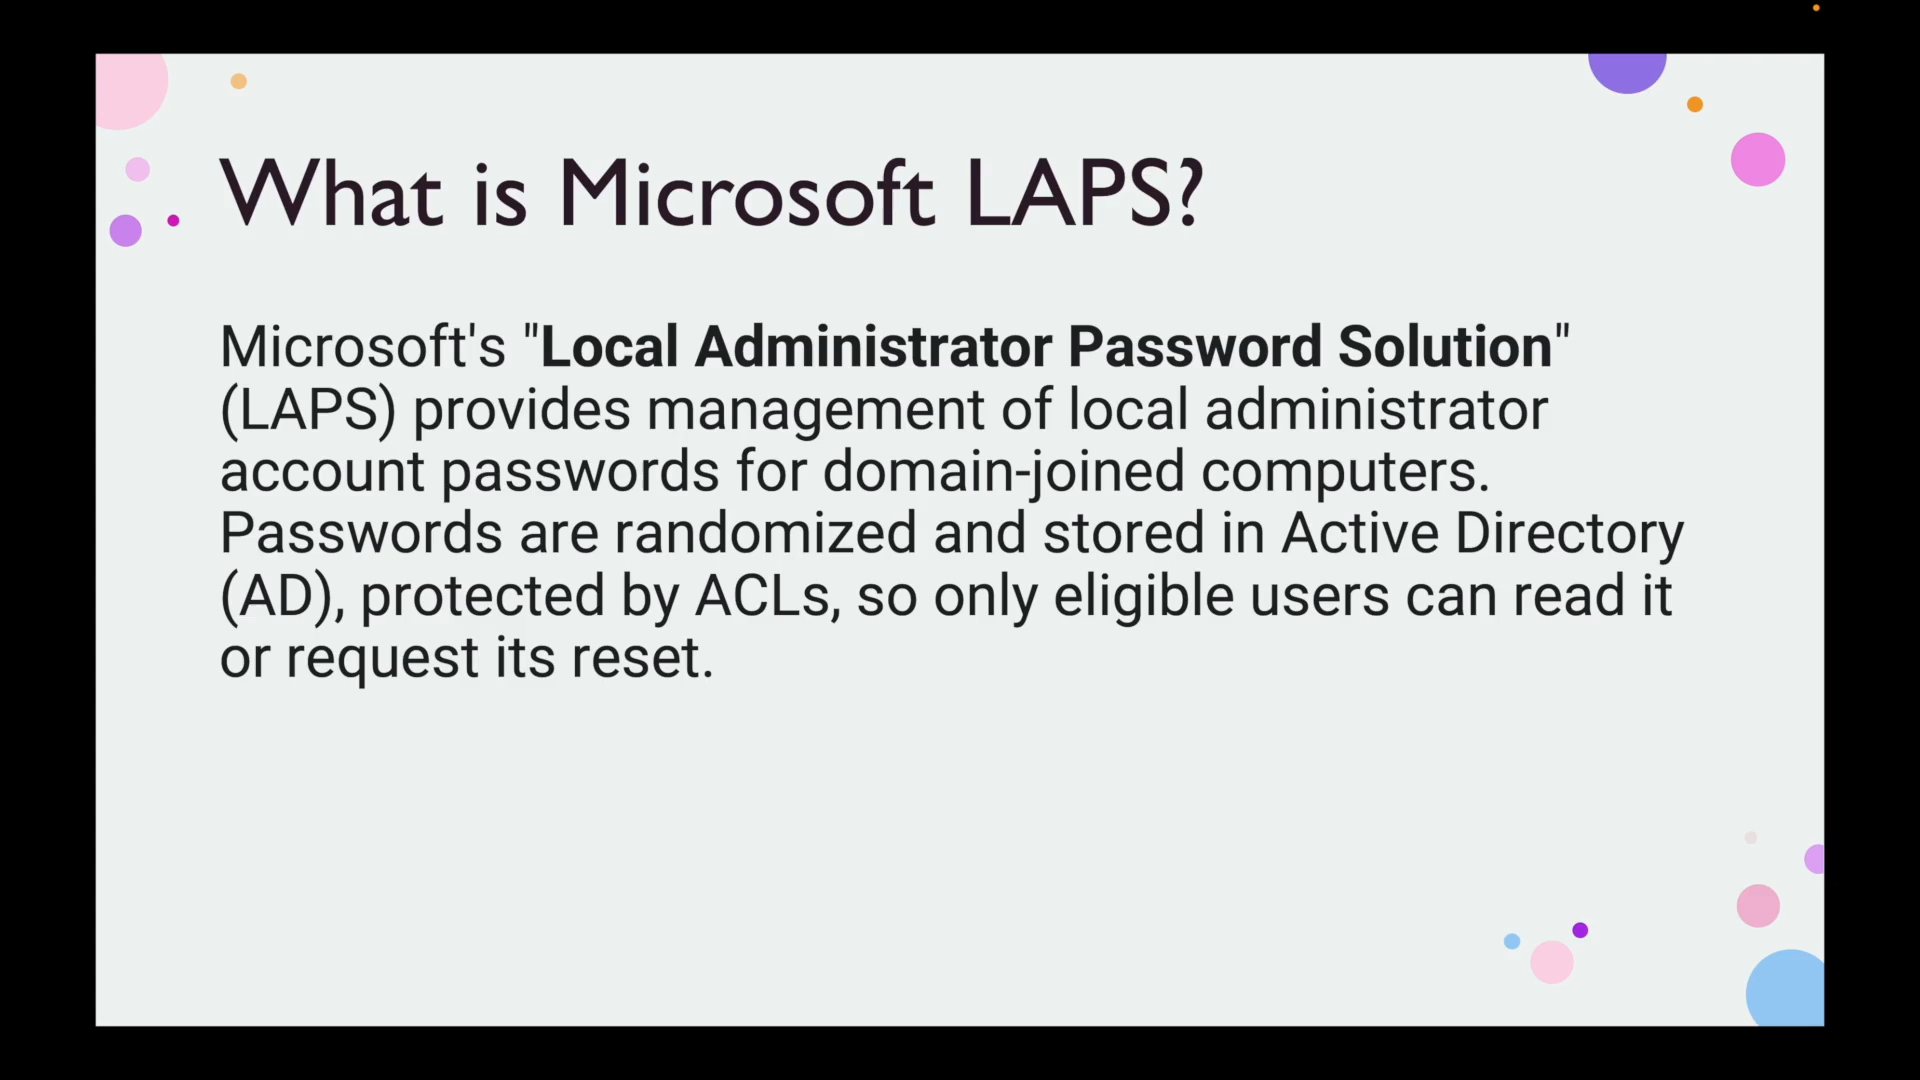 What is Microsoft LAPS?
Microsoft's "Local Administrator Password Solution"
(LAPS) provides management of local administrator
account passwords for domain-joined computers.
Passwords are randomized and stored in Active Directory
(AD), protected by ACLs, so only eligible users can read it
or request its reset.